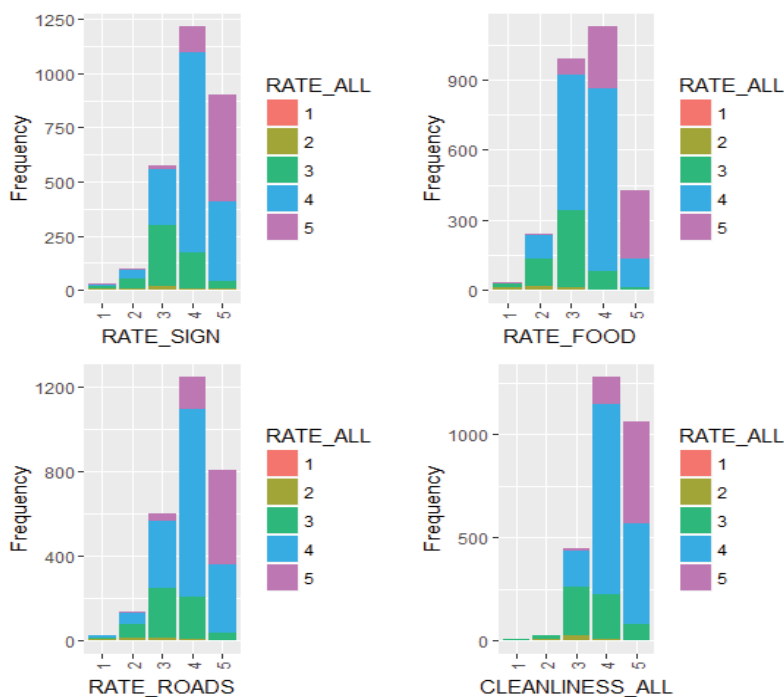 1250
1000
750
500
250
0
Frequency
1 2 3 4 5
RATE_SIGN
RATE_ALL
1
2
3
4
5
900
600
300
0
Frequency
1 2 3 4 5
RATE_FOOD
RATE_ALL
1
2
3
4
5
1200
800
400
0
Frequency
1 2 3 4 5
RATE_ROADS
RATE_ALL
1
2
3
4
5
1000
500
0
Frequency
1 2 3 4 5
CLEANLINESS_ALL
RATE_ALL
1
2
3
4
5